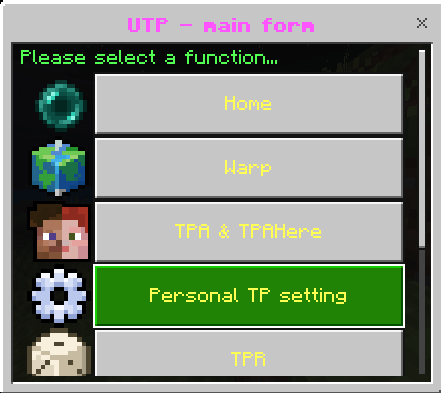 UTP - main form
Please select a function...
Home
Warp
TPA & TPAHere
Personal TP setting
TPR